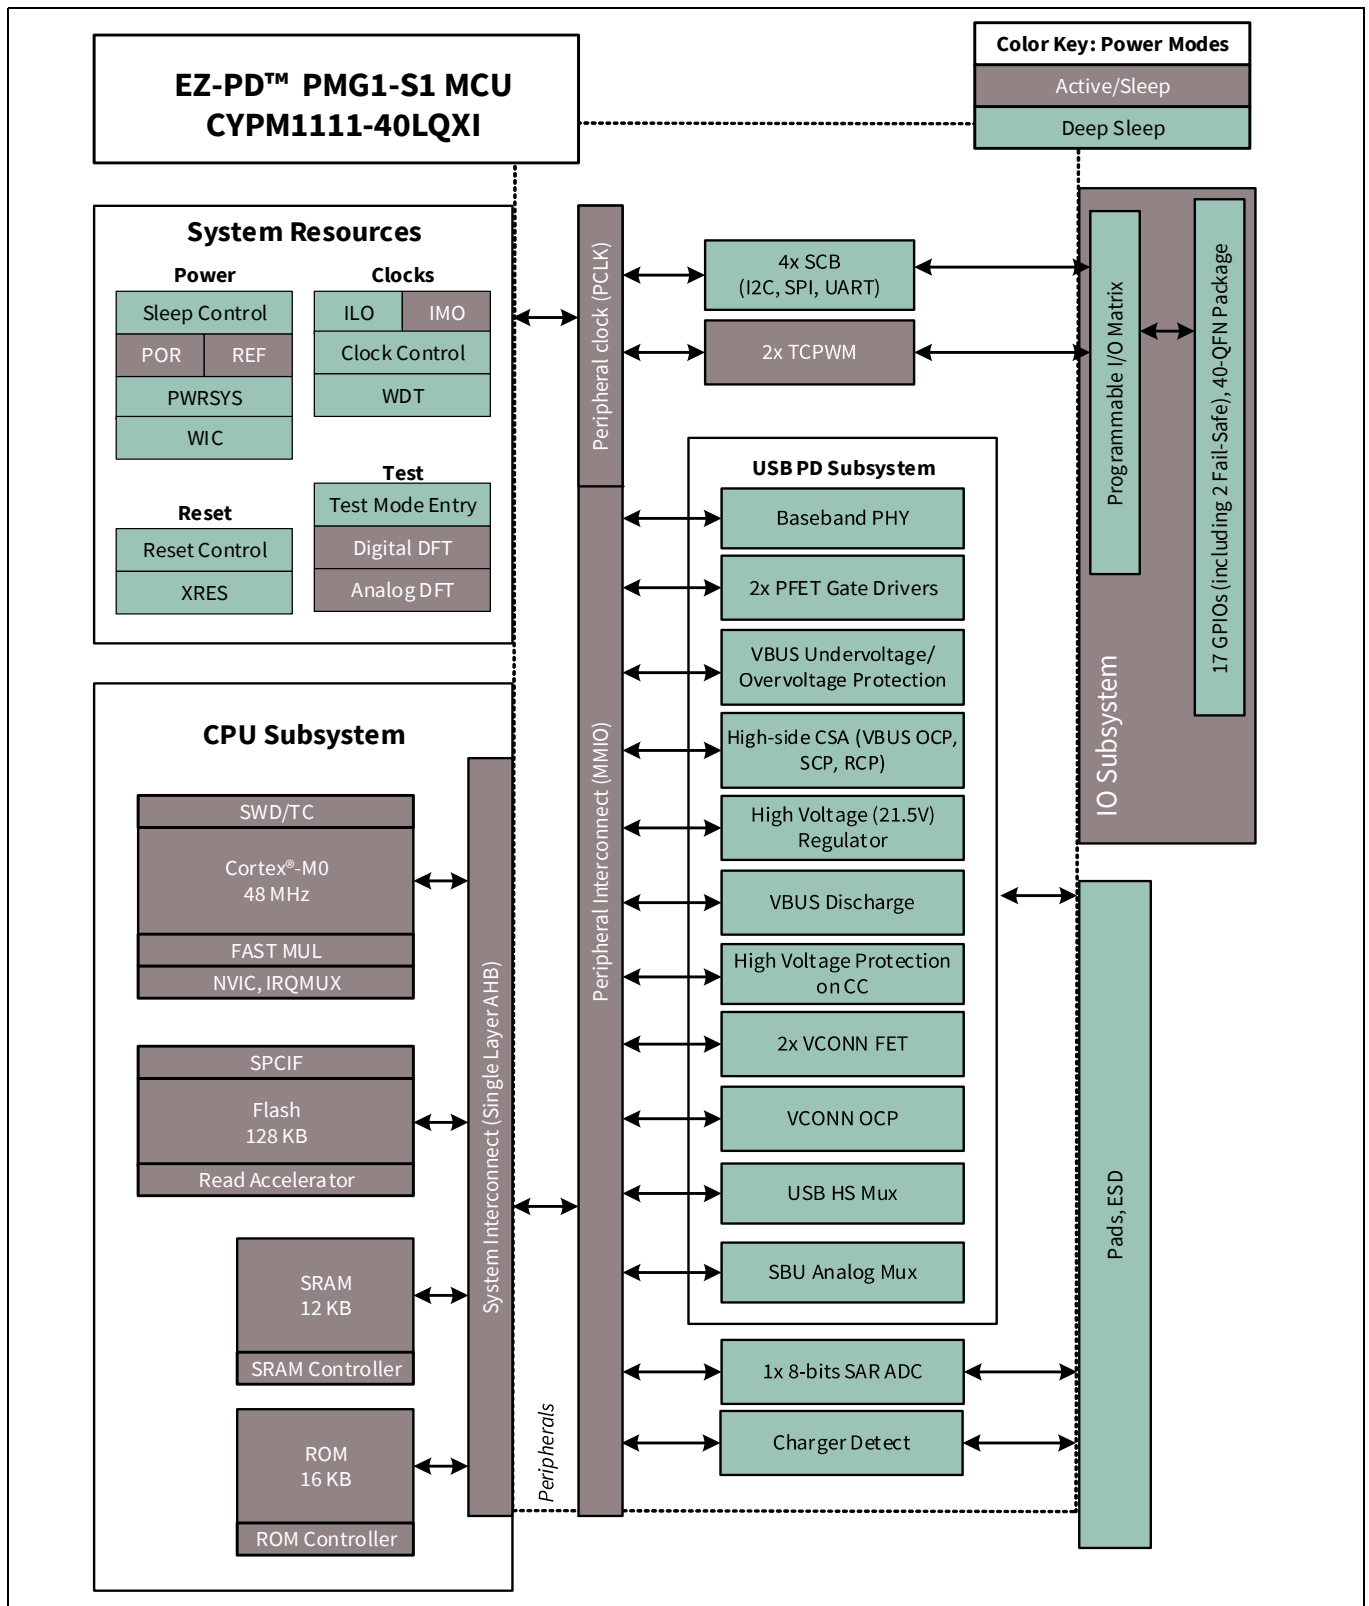 EZ-PD™ PMG1-S1 MCU
CYPM1111-40LQXI
Color Key: Power Modes
Active/Sleep
Deep Sleep
System Resources
Power
Sleep Control
POR
REF
PWRSYS
WIC
Clocks
ILO
IMO
Clock Control
WDT
Reset
Reset Control
XRES
Test
Test Mode Entry
Digital DFT
Analog DFT
CPU Subsystem
SWD/TC
Cortex®-M0
48 MHz
FAST MUL
NVIC, IRQMUX
SPCIF
Flash
128 KB
Read Accelerator
SRAM
12 KB
SRAM Controller
ROM
16 KB
ROM Controller
System Interconnect (Single Layer AHB)
Peripherals
Peripheral clock (PCLK)
Peripheral Interconnect (MMIO)
4x SCB
(I2C, SPI, UART)
2x TCPWM
USB PD Subsystem
Baseband PHY
2x PFET Gate Drivers
VBUS Undervoltage/
Overvoltage Protection
High-side CSA (VBUS OCP,
SCP, RCP)
High Voltage (21.5V)
Regulator
VBUS Discharge
High Voltage Protection
on CC
2x VCONN FET
VCONN OCP
USB HS Mux
SBU Analog Mux
1x 8-bits SAR ADC
Charger Detect
Programmable I/O Matrix
17 GPIOs (including 2 Fail-Safe), 40-QFN Package
IO Subsystem
Pads, ESD